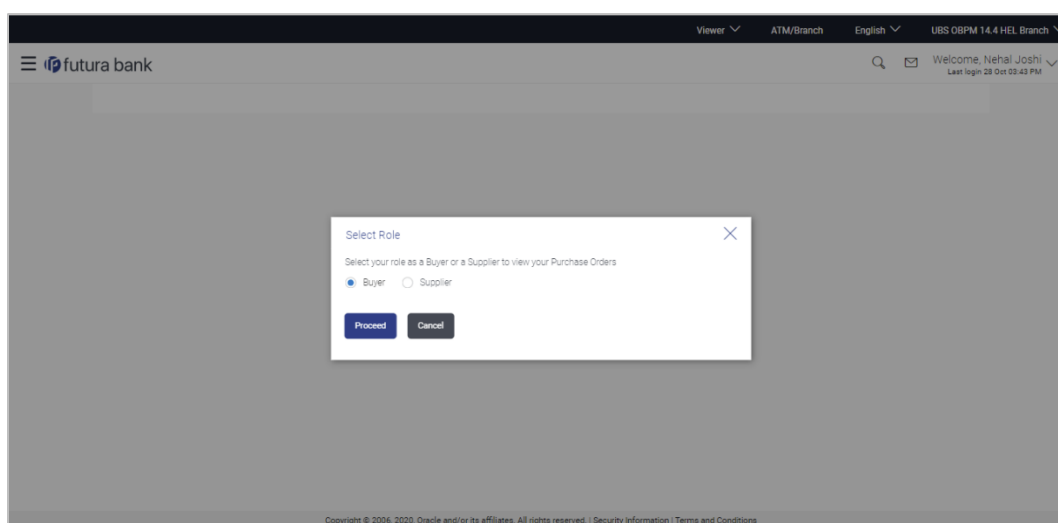 Viewer ATM/Branch English UBS OBPM 14.4 HEL Branch
futura bank
Welcome, Nehal Joshi
Last login 28 Oct 03:43 PM
Select Role
Select your role as a Buyer or a Supplier to view your Purchase Orders
Buyer Supplier
Proceed Cancel
Copyright © 2006, 2020, Oracle and/or its affiliates. All rights reserved. | Security Information | Terms and Conditions